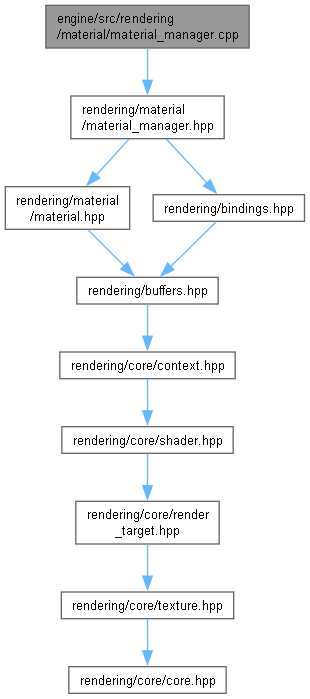 engine/src/rendering
/material/material_manager.cpp
rendering/material
/material_manager.hpp
rendering/material
/material.hpp
rendering/bindings.hpp
rendering/buffers.hpp
rendering/core/context.hpp
rendering/core/shader.hpp
rendering/core/render
_target.hpp
rendering/core/texture.hpp
rendering/core/core.hpp